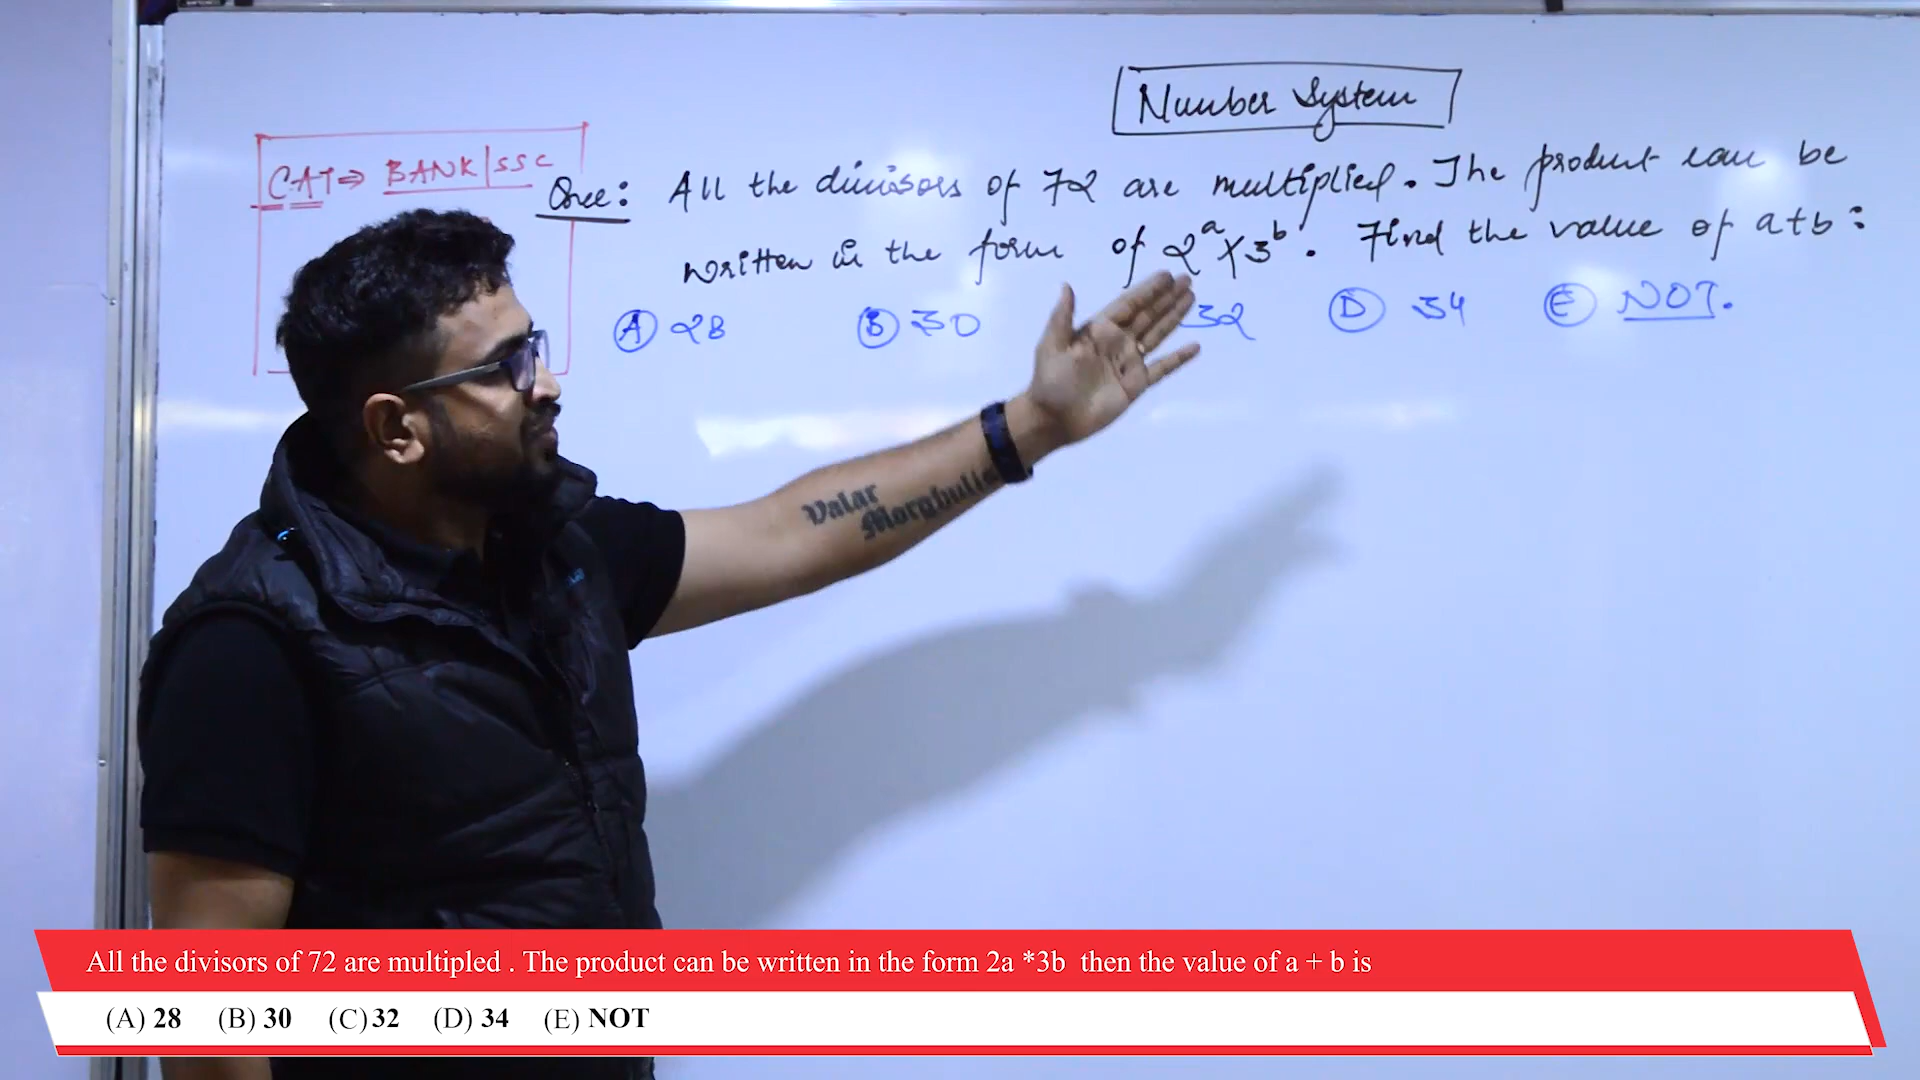 Number System
CAT ⇒ BANK|SSC
Ques: All the divisors of 72 are multiplied. The product can be
written in the form of 2^a X 3^b. Find the value of a+b:
(A) 28 (B) 30 32 (D) 34 (E) NOT.
Valar
Morghulis
All the divisors of 72 are multipled . The product can be written in the form 2a *3b then the value of a + b is
(A) 28 (B) 30 (C) 32 (D) 34 (E) NOT